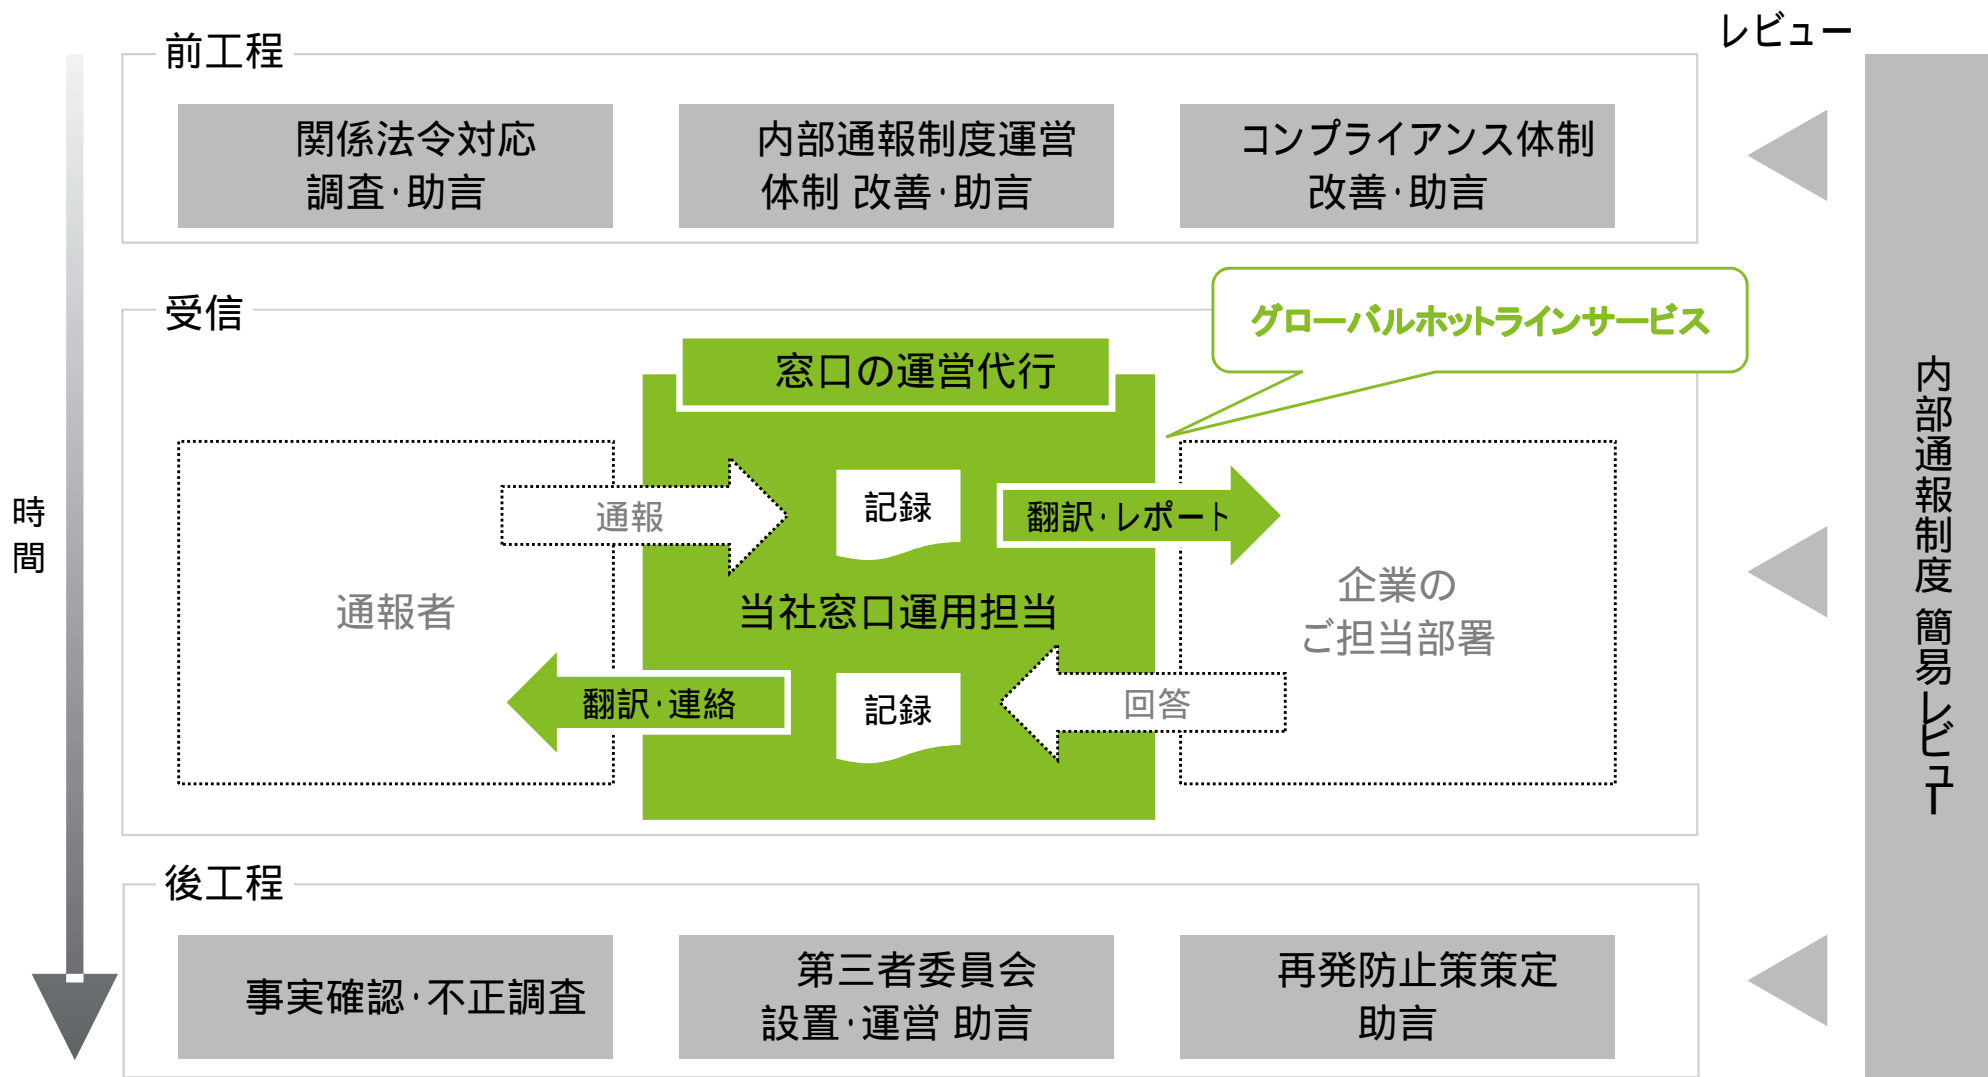 レビュー
前工程
関係法令対応
調査・助言
内部通報制度運営
体制 改善・助言
コンプライアンス体制
改善・助言
受信
グローバルホットラインサービス
窓口の運営代行
通報
記録
翻訳・レポート
通報者
当社窓口運用担当
企業の
ご担当部署
翻訳・連絡
記録
回答
時間
内部通報制度 簡易レビュー
後工程
事実確認・不正調査
第三者委員会
設置・運営 助言
再発防止策策定
助言